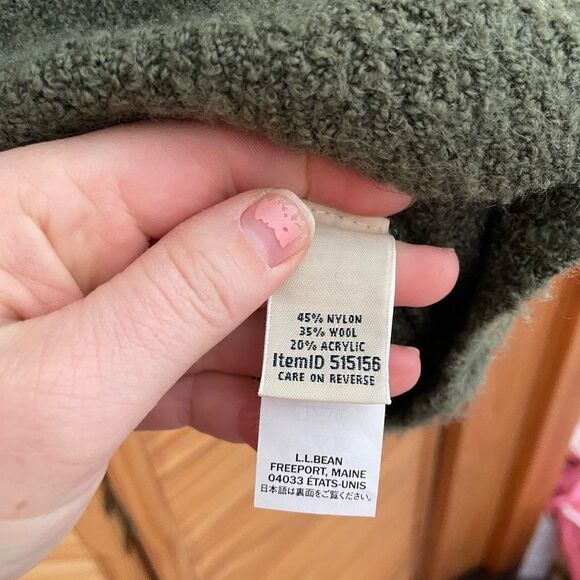 45% NYLON
35% WOOL
20% ACRYLIC
ItemID 515156
CARE ON REVERSE
L.L.BEAN
FREEPORT, MAINE
04033 ÉTATS-UNIS
日本語は裏面をご覧ください。